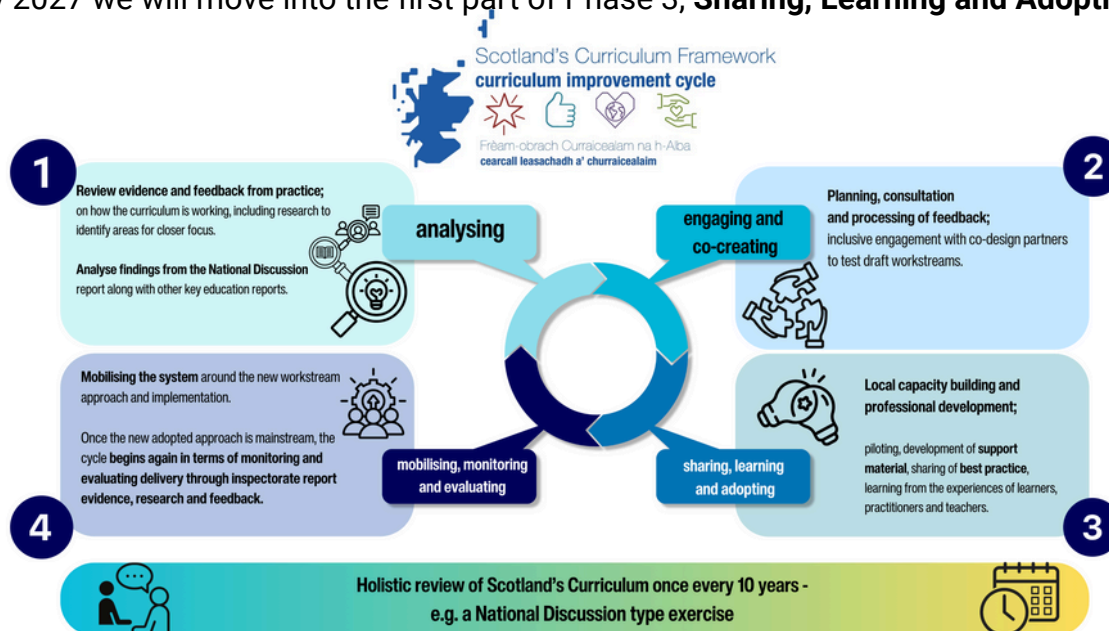 2027 we will move into the first part of Phase 3, Sharing, Learning and
Scotland's Curriculum Framework
curriculum improvement cycle
Frèam-obrach Curraicealam na h-Alba
cearcall leasachadh a' churraicealaim
1
Review evidence and feedback from practice;
on how the curriculum is working, including research to
identify areas for closer focus.
Analyse findings from the National Discussion
report along with other key education reports.
analysing
engaging and
co-creating
2
Planning, consultation
and processing of feedback;
inclusive engagement with co-design partners
to test draft workstreams.
sharing, learning
and adopting
3
Local capacity building and
professional development;
piloting, development of support
material, sharing of best practice,
learning from the experiences of learners,
practitioners and teachers.
mobilising, monitoring
and evaluating
4
Mobilising the system around the new workstream
approach and implementation.
Once the new adopted approach is mainstream, the
cycle begins again in terms of monitoring and
evaluating delivery through inspectorate report
evidence, research and feedback.
Holistic review of Scotland's Curriculum once every 10 years -
e.g. a National Discussion type exercise